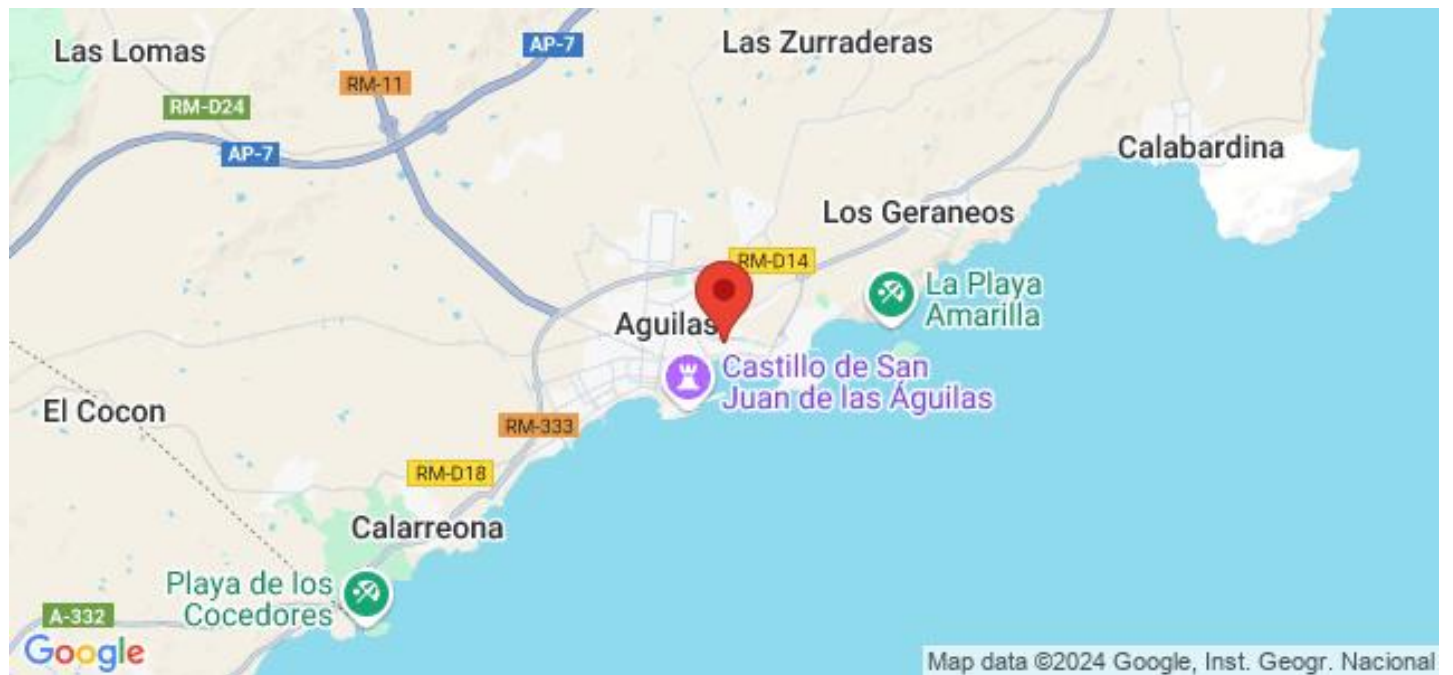 Las Lomas
AP-7
Las Zurraderas
RM-11
RM-D24
AP-7
Calabardina
Los Geraneos
RM-D14
La Playa
Amarilla
Aguilas
Castillo de San
Juan de las Águilas
El Cocon
RM-333
RM-D18
Calarreona
Playa de los
Cocedores
A-332
Google
Map data ©2024 Google, Inst. Geogr. Nacional